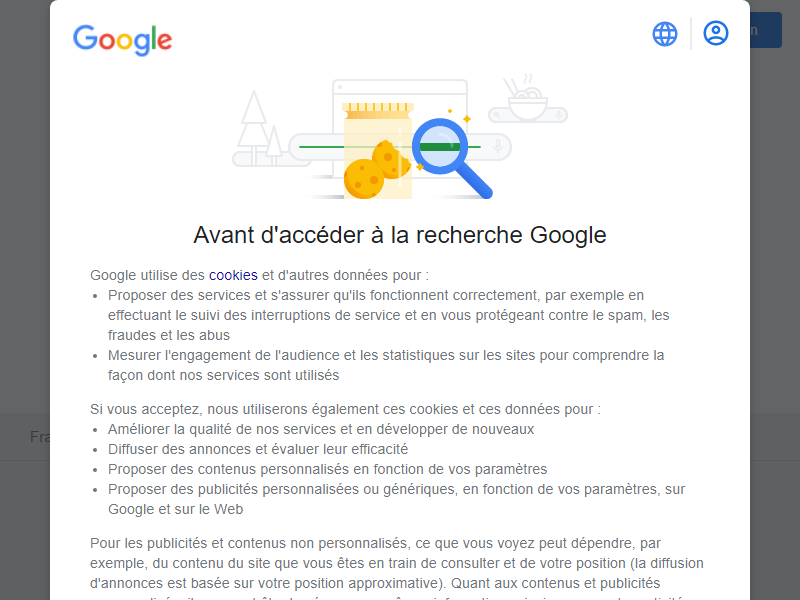 Google
n
Avant d'accéder à la recherche Google
Google utilise des cookies et d'autres données pour :
• Proposer des services et s'assurer qu'ils fonctionnent correctement, par exemple en
effectuant le suivi des interruptions de service et en vous protégeant contre le spam, les
fraudes et les abus
• Mesurer l'engagement de l'audience et les statistiques sur les sites pour comprendre la
façon dont nos services sont utilisés
Si vous acceptez, nous utiliserons également ces cookies et ces données pour :
• Améliorer la qualité de nos services et en développer de nouveaux
• Diffuser des annonces et évaluer leur efficacité
• Proposer des contenus personnalisés en fonction de vos paramètres
Fra
• Proposer des publicités personnalisées ou génériques, en fonction de vos paramètres, sur
Google et sur le Web
Pour les publicités et contenus non personnalisés, ce que vous voyez peut dépendre, par
exemple, du contenu du site que vous êtes en train de consulter et de votre position (la diffusion
d'annonces est basée sur votre position approximative). Quant aux contenus et publicités